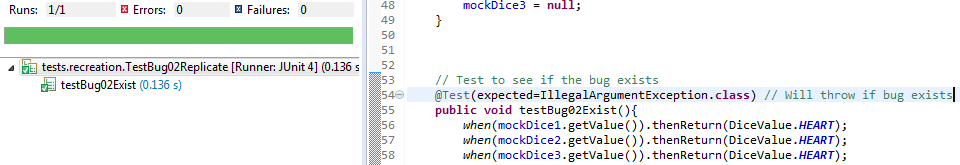 Runs: 1/1 Errors: 0 Failures: 0
tests.recreation.TestBug02Replicate [Runner: JUnit 4] (0.136 s)
testBug02Exist (0.136 s)
48 mockDice3 = null;
49 }
50
51
52
53 // Test to see if the bug exists
54 @Test(expected=IllegalArgumentException.class) // Will throw if bug exists
55 public void testBug02Exist(){
56 when(mockDice1.getValue()).thenReturn(DiceValue.HEART);
57 when(mockDice2.getValue()).thenReturn(DiceValue.HEART);
58 when(mockDice3.getValue()).thenReturn(DiceValue.HEART);